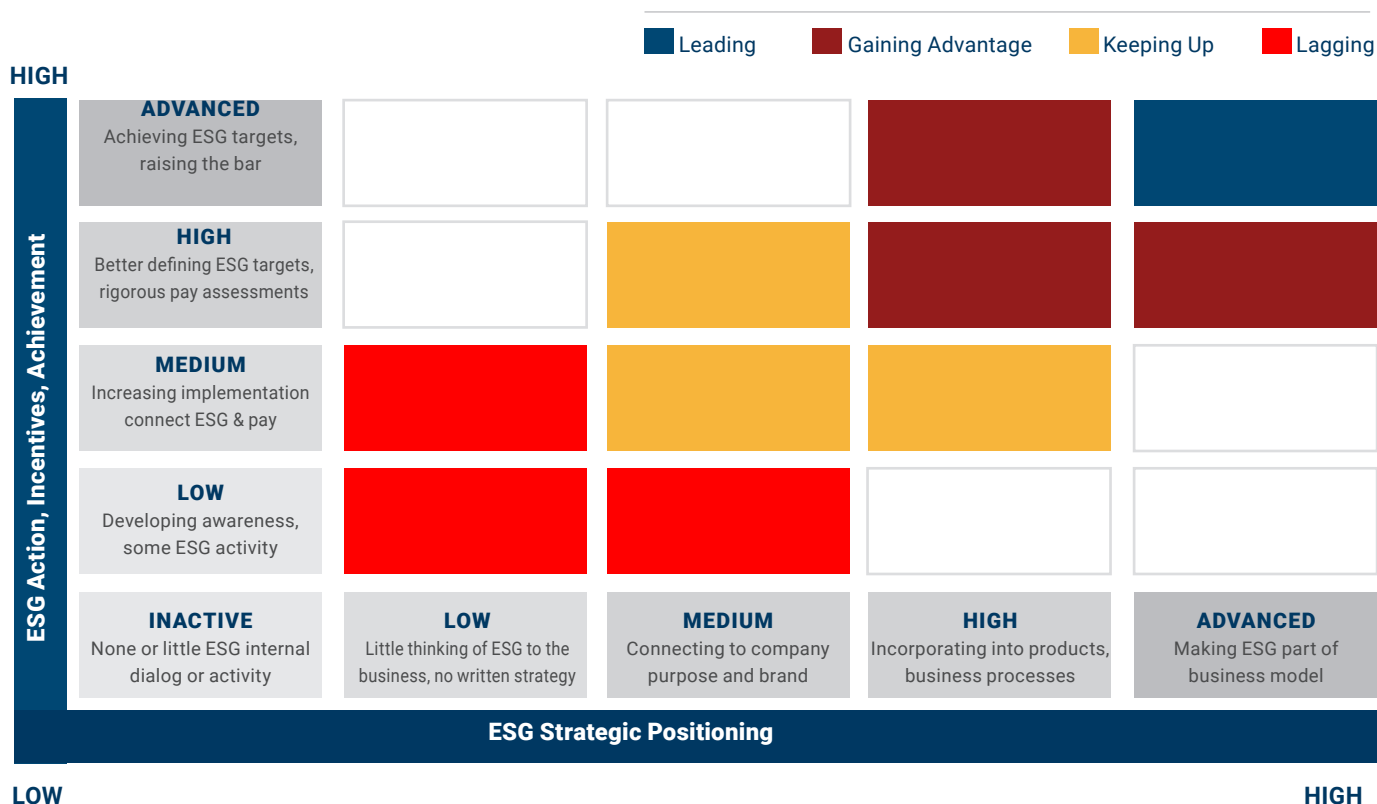 Leading
Gaining Advantage
Keeping Up
Lagging
HIGH
ESG Action, Incentives, Achievement
ADVANCED
Achieving ESG targets,
raising the bar
HIGH
Better defining ESG targets,
rigorous pay assessments
MEDIUM
Increasing implementation
connect ESG & pay
LOW
Developing awareness,
some ESG activity
INACTIVE
None or little ESG internal
dialog or activity
LOW
Little thinking of ESG to the
business, no written strategy
MEDIUM
Connecting to company
purpose and brand
HIGH
Incorporating into products,
business processes
ADVANCED
Making ESG part of
business model
ESG Strategic Positioning
LOW
HIGH